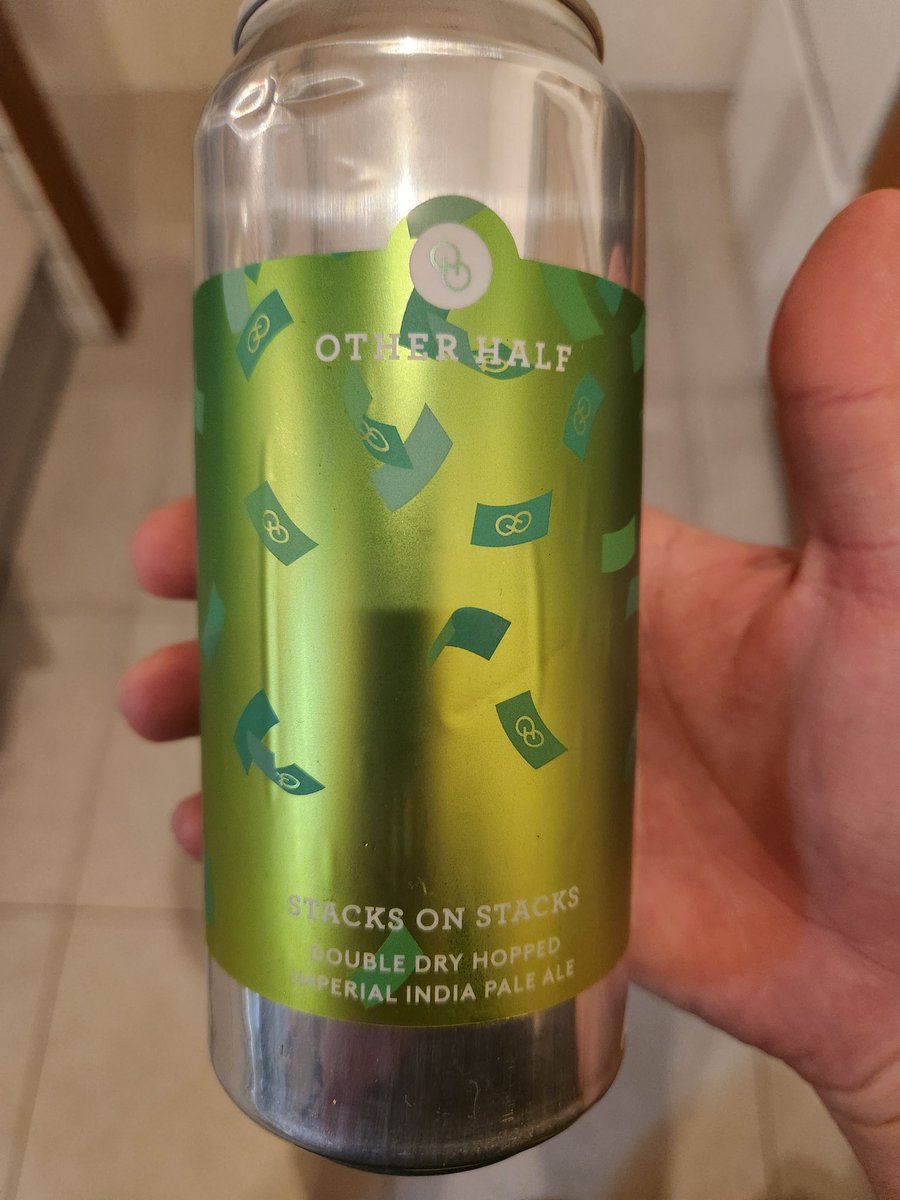 OTHER HALF
STACKS ON STACKS
DOUBLE DRY HOPPED
IMPERIAL INDIA PALE ALE